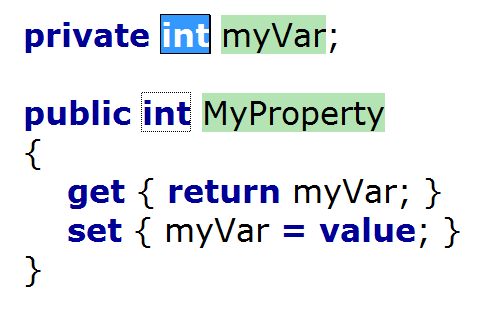 private int myVar;
public int MyProperty
{
get { return myVar; }
set { myVar = value; }
}